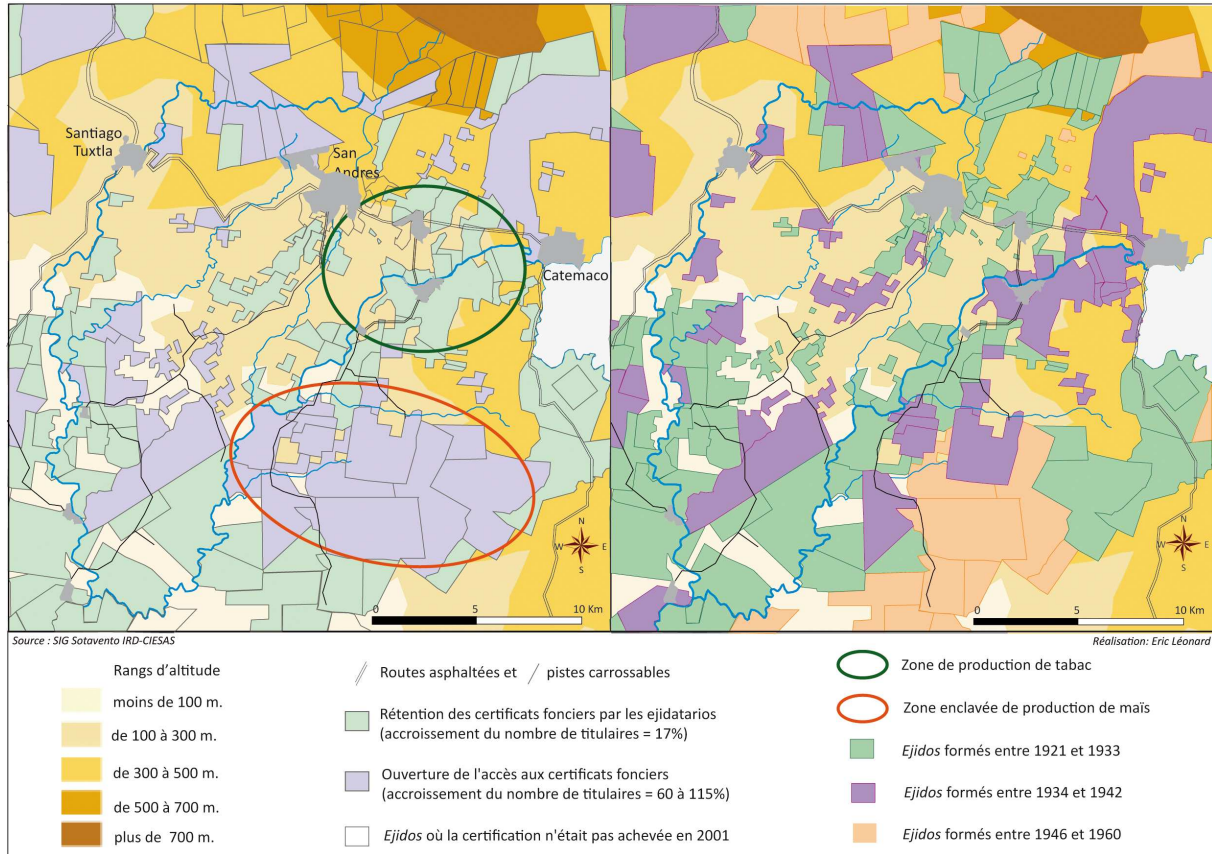 Santiago
Tuxtla
San
Andres
Catemaco
N
W E
S
0 5 10 Km
N
W E
S
0 5 10 Km
Source : SIG Sotavento IRD-CIESAS
Réalisation: Eric Léonard
Rangs d'altitude
moins de 100 m.
de 100 à 300 m.
de 300 à 500 m.
de 500 à 700 m.
plus de 700 m.
Routes asphaltées et / pistes carrossables
Rétention des certificats fonciers par les ejidatarios
(accroissement du nombre de titulaires = 17%)
Ouverture de l'accès aux certificats fonciers
(accroissement du nombre de titulaires = 60 à 115%)
Ejidos où la certification n'était pas achevée en 2001
Zone de production de tabac
Zone enclavée de production de maïs
Ejidos formés entre 1921 et 1933
Ejidos formés entre 1934 et 1942
Ejidos formés entre 1946 et 1960